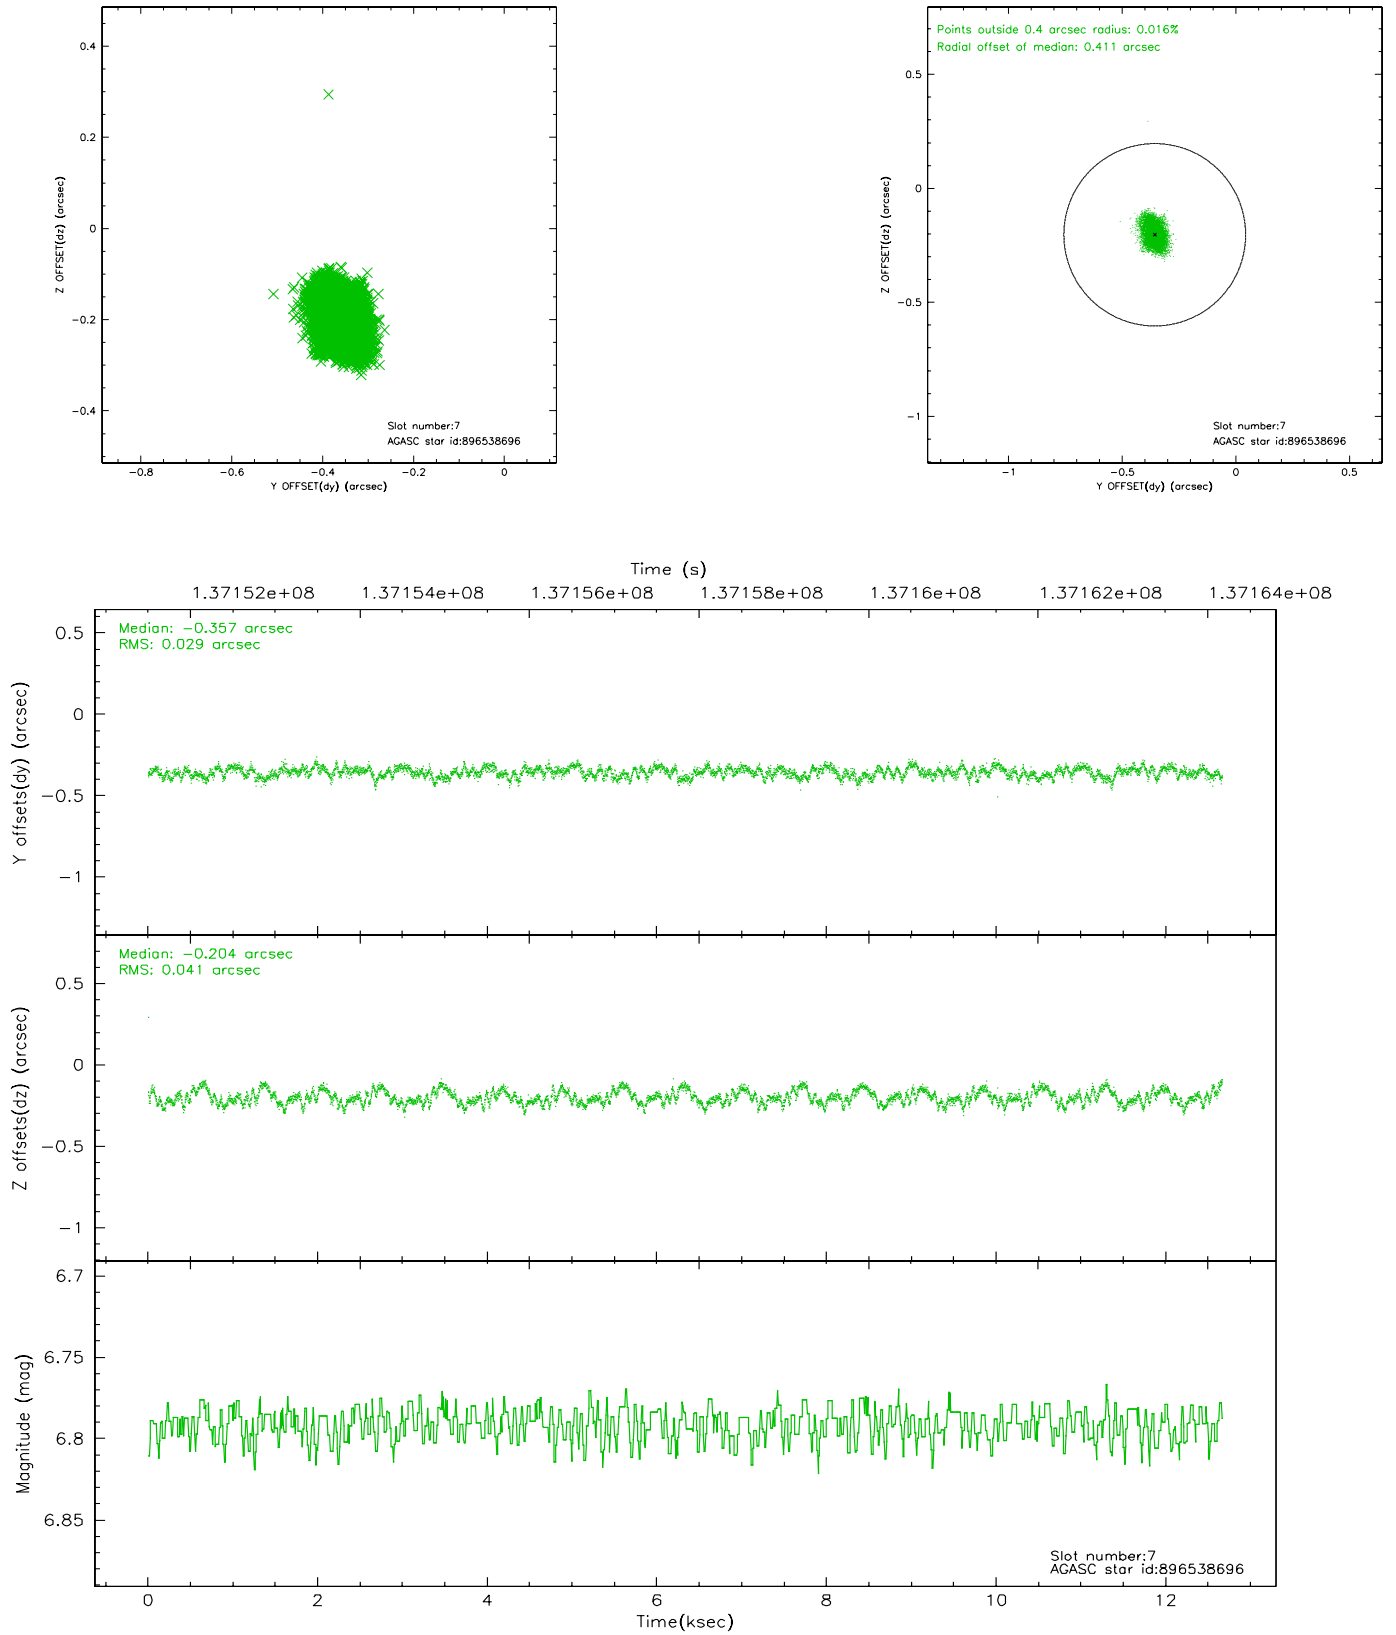 0.4
0.2
0
−0.2
−0.4
Z OFFSET(dz) (arcsec)
Slot number:7
AGASC star id:896538696
−0.8 −0.6 −0.4 −0.2 0
Y OFFSET(dy) (arcsec)
Points outside 0.4 arcsec radius: 0.016%
Radial offset of median: 0.411 arcsec
0.5
0
−0.5
−1
Z OFFSET(dz) (arcsec)
Slot number:7
AGASC star id:896538696
−1 −0.5 0 0.5
Y OFFSET(dy) (arcsec)
Time (s)
1.37152e+08 1.37154e+08 1.37156e+08 1.37158e+08 1.3716e+08 1.37162e+08 1.37164e+08
Median: −0.357 arcsec
RMS: 0.029 arcsec
0.5
0
−0.5
−1
Y offsets(dy) (arcsec)
Median: −0.204 arcsec
RMS: 0.041 arcsec
0.5
0
−0.5
−1
Z offsets(dz) (arcsec)
6.7
6.75
6.8
6.85
Magnitude (mag)
Slot number:7
AGASC star id:896538696
0 2 4 6 8 10 12
Time(ksec)